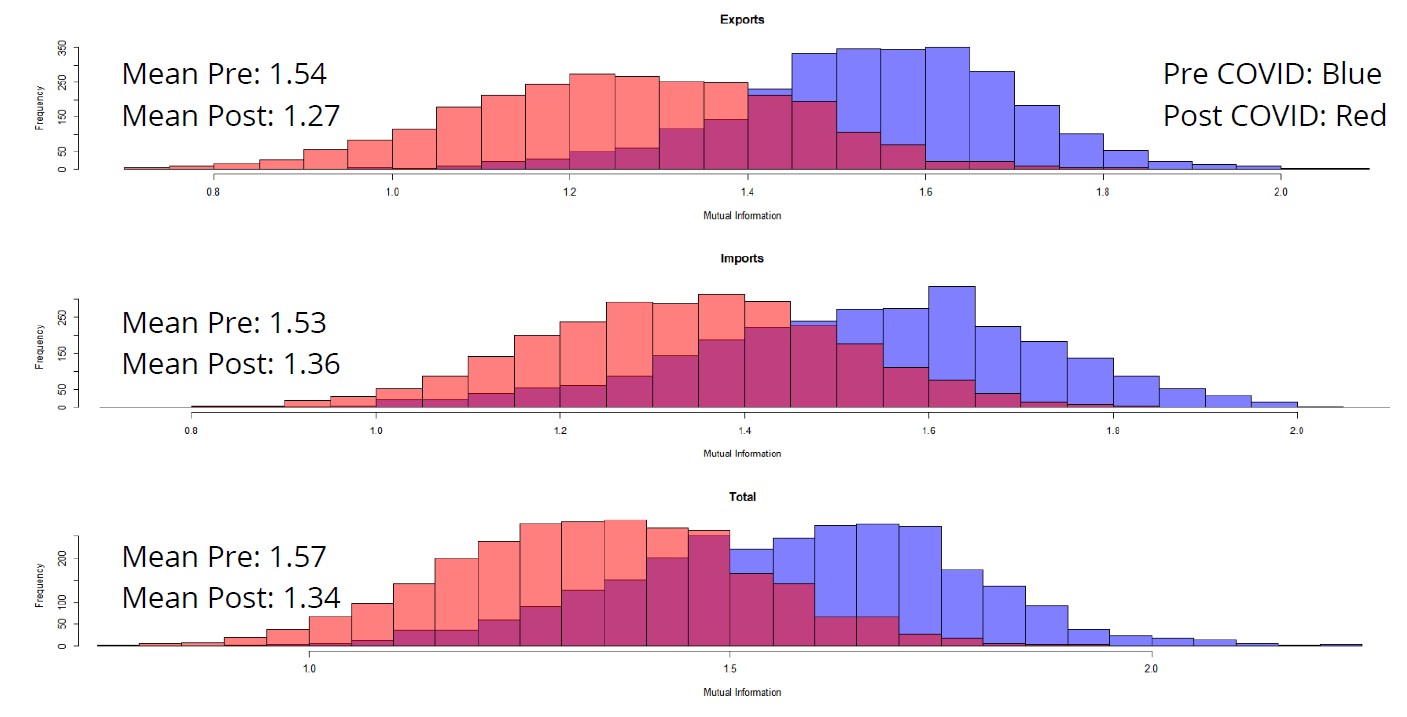 Exports
Mean Pre: 1.54
Mean Post: 1.27
Pre COVID: Blue
Post COVID: Red
Frequency
0 50 150 250 350
0.8 1.0 1.2 1.4 1.6 1.8 2.0
Mutual Information
Imports
Mean Pre: 1.53
Mean Post: 1.36
Frequency
0 50 150 250
0.8 1.0 1.2 1.4 1.6 1.8 2.0
Mutual Information
Total
Mean Pre: 1.57
Mean Post: 1.34
Frequency
0 50 100 200
1.0 1.5 2.0
Mutual Information